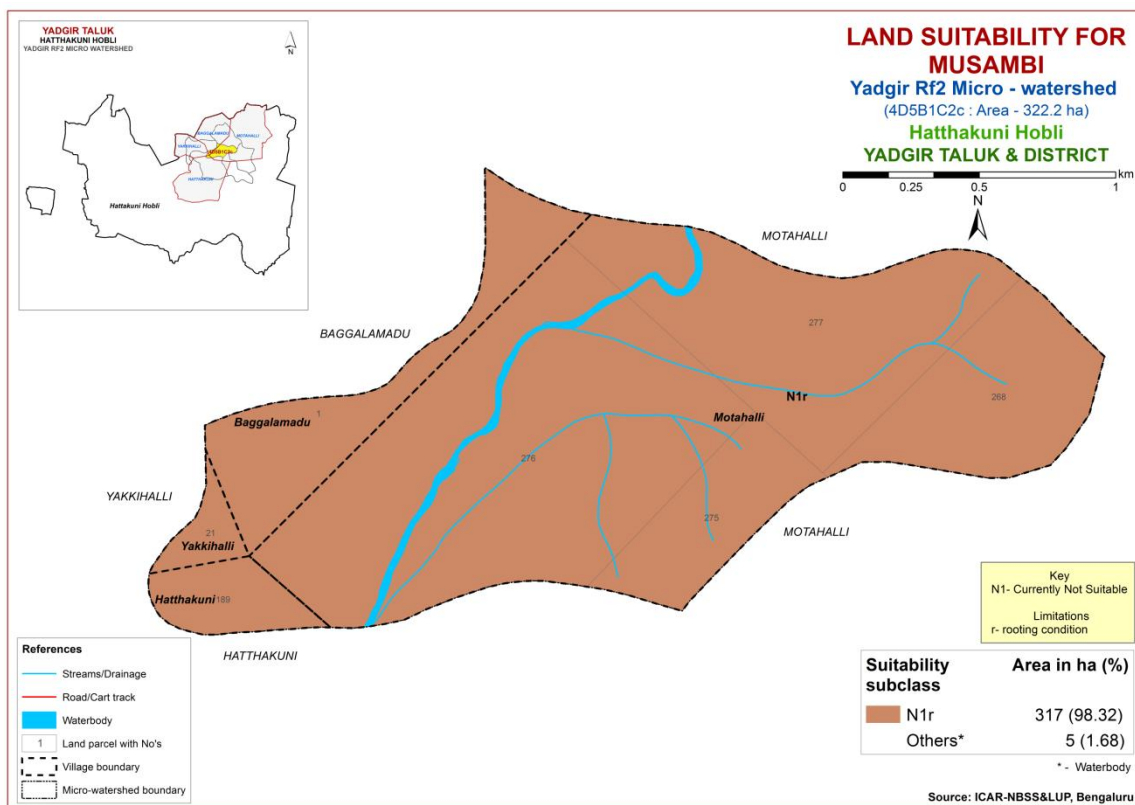 YADGIR TALUK
HATTHAKUNI HOBLI
YADGIR RF2 MICRO WATERSHED
N
BAGGALAMADU
MOTAHALLI
YAKKIHALLI
4D5B1C2c
HATTHAKUNI
Hattakuni Hobli
LAND SUITABILITY FOR
MUSAMBI
Yadgir Rf2 Micro - watershed
(4D5B1C2c : Area - 322.2 ha)
Hatthakuni Hobli
YADGIR TALUK & DISTRICT
km
0 0.25 0.5 1
N
MOTAHALLI
277
BAGGALAMADU
N1r
268
1
Motahalli
Baggalamadu
276
YAKKIHALLI
275
21
MOTAHALLI
Yakkihalli
Hatthakuni 189
HATTHAKUNI
Key
N1- Currently Not Suitable
Limitations
r- rooting condition
References
Streams/Drainage
Road/Cart track
Waterbody
1 Land parcel with No's
Village boundary
Micro-watershed boundary
Suitability Area in ha (%)
subclass
N1r 317 (98.32)
Others* 5 (1.68)
* - Waterbody
Source: ICAR-NBSS&LUP, Bengaluru